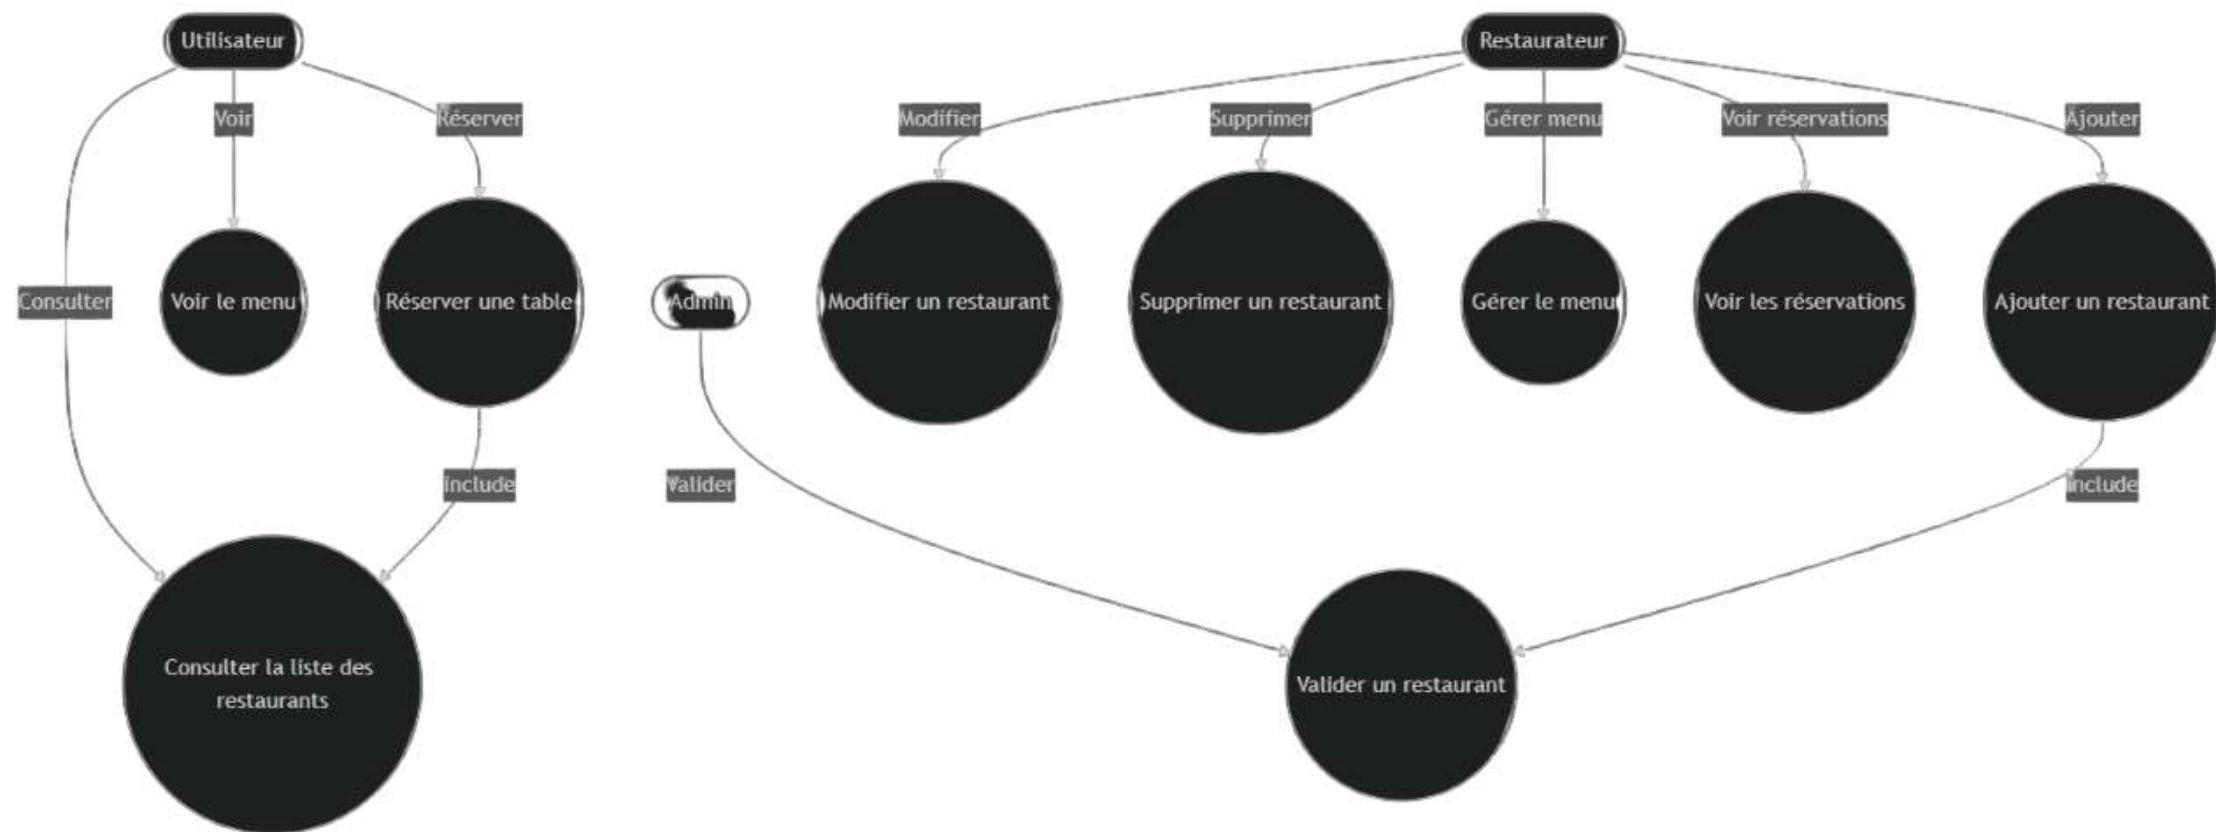 Utilisateur
Restaurateur
Voir
Réserver
Modifier
Supprimer
Gérer menu
Voir réservations
Ajouter
Consulter
Voir le menu
Réserver une table
Admin
Modifier un restaurant
Supprimer un restaurant
Gérer le menu
Voir les réservations
Ajouter un restaurant
include
Valider
include
Consulter la liste des
restaurants
Valider un restaurant